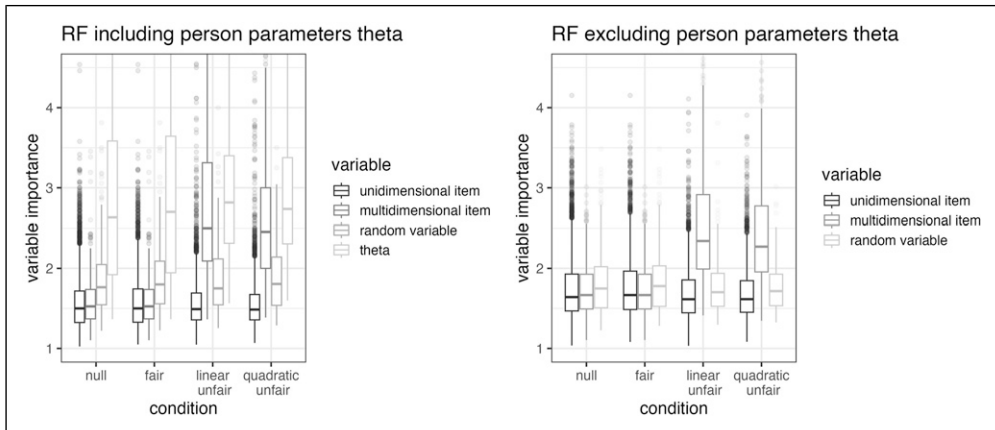 RF including person parameters theta
variable importance
4
3
2
1
null
fair
linear
unfair
quadratic
unfair
condition
variable
unidimensional item
multidimensional item
random variable
theta
RF excluding person parameters theta
variable importance
4
3
2
1
null
fair
linear
unfair
quadratic
unfair
condition
variable
unidimensional item
multidimensional item
random variable